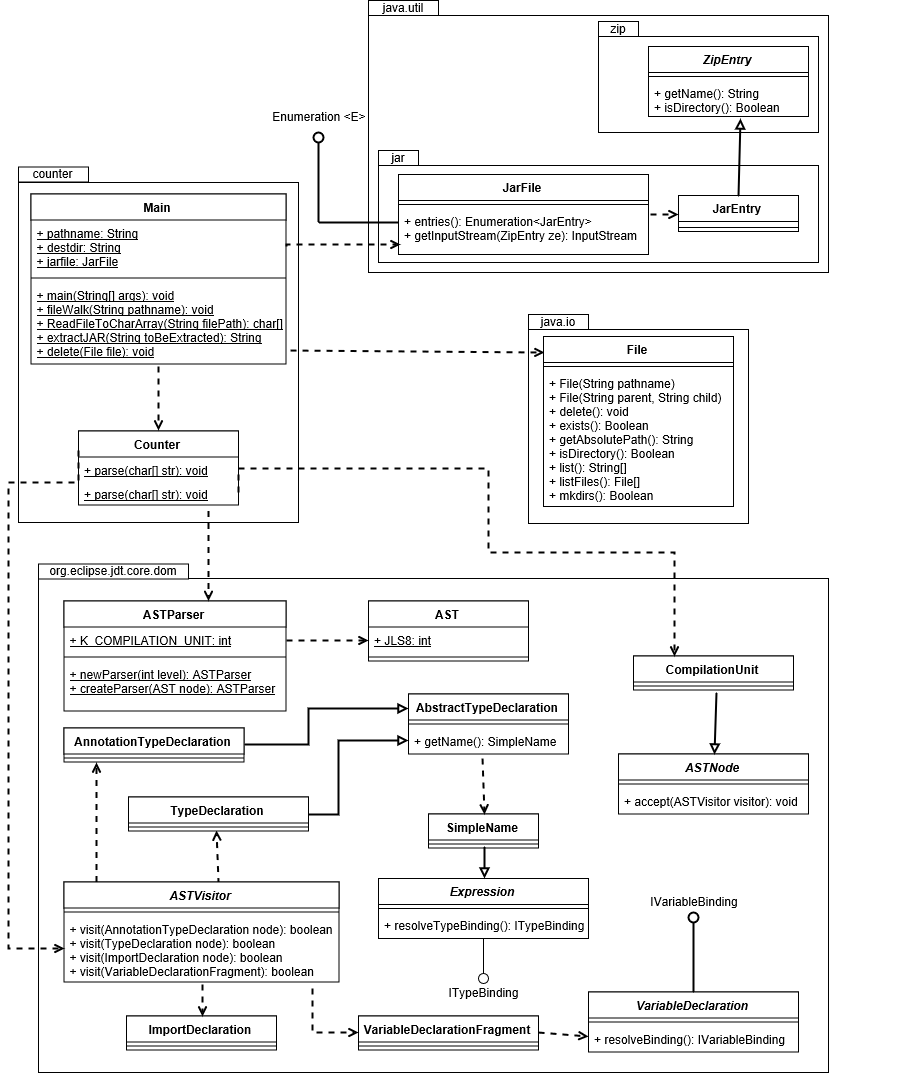 java.util
zip
ZipEntry
+ getName(): String
+ isDirectory(): Boolean
Enumeration <E>
jar
JarFile
+ entries(): Enumeration<JarEntry>
+ getInputStream(ZipEntry ze): InputStream
JarEntry
counter
Main
+ pathname: String
+ destdir: String
+ jarfile: JarFile
+ main(String[] args): void
+ fileWalk(String pathname): void
+ ReadFileToCharArray(String filePath): char[]
+ extractJAR(String toBeExtracted): String
+ delete(File file): void
java.io
File
+ File(String pathname)
+ File(String parent, String child)
+ delete(): void
+ exists(): Boolean
+ getAbsolutePath(): String
+ isDirectory(): Boolean
+ list(): String[]
+ listFiles(): File[]
+ mkdirs(): Boolean
Counter
+ parse(char[] str): void
+ parse(char[] str): void
org.eclipse.jdt.core.dom
ASTParser
+ K_COMPILATION_UNIT: int
+ newParser(int level): ASTParser
+ createParser(AST node): ASTParser
AST
+ JLS8: int
CompilationUnit
AbstractTypeDeclaration
+ getName(): SimpleName
AnnotationTypeDeclaration
ASTNode
+ accept(ASTVisitor visitor): void
TypeDeclaration
SimpleName
ASTVisitor
+ visit(AnnotationTypeDeclaration node): boolean
+ visit(TypeDeclaration node): boolean
+ visit(ImportDeclaration node): boolean
+ visit(VariableDeclarationFragment): boolean
Expression
+ resolveTypeBinding(): ITypeBinding
ITypeBinding
IVariableBinding
VariableDeclaration
+ resolveBinding(): IVariableBinding
ImportDeclaration
VariableDeclarationFragment